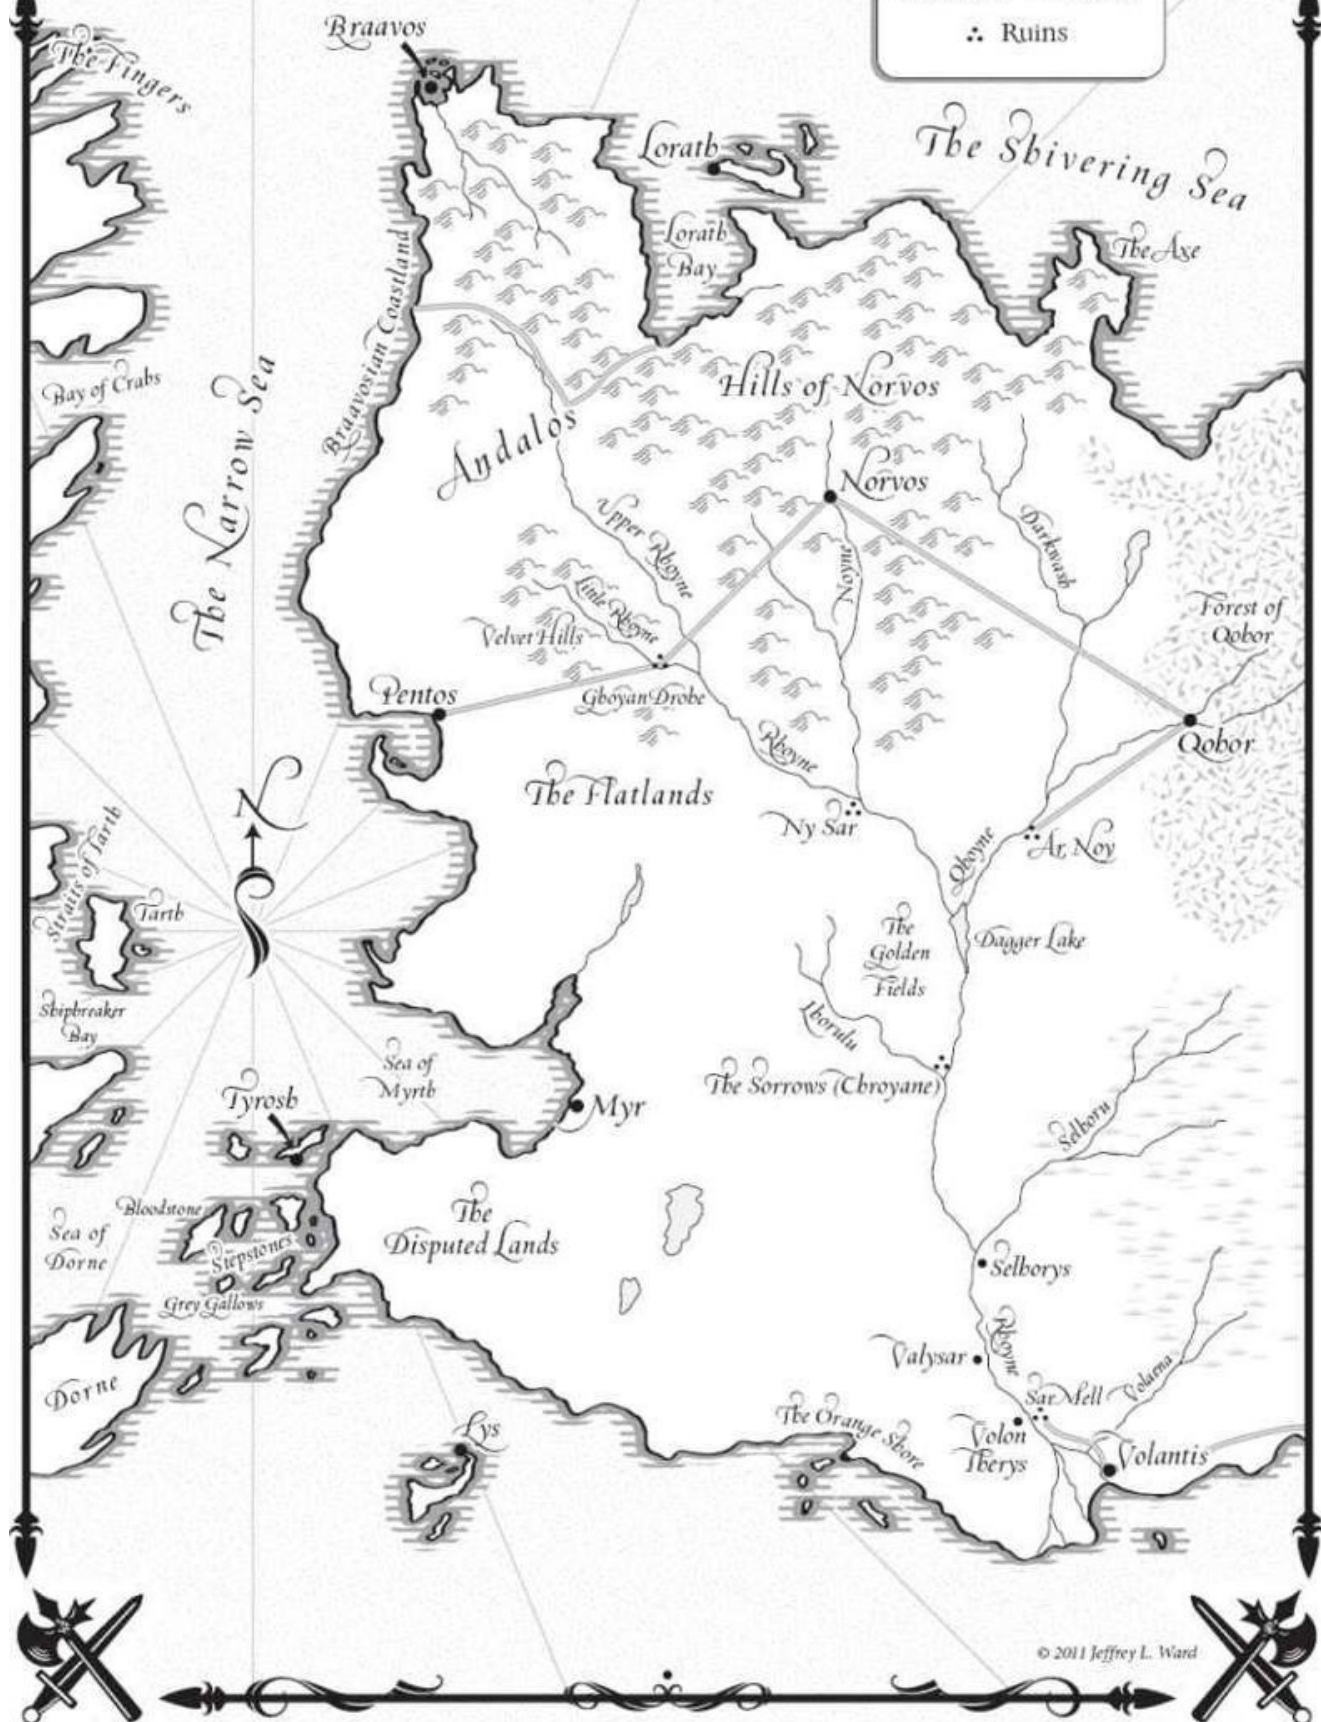 Braavos
Ruins
The Fingers
Lorath
The Shivering Sea
Lorath
Bay
The Axe
Braavosian Coastland
Bay of Crabs
The Narrow Sea
Hills of Norvos
Andalos
Norvos
Upper Rhoyne
Darkwash
Noyne
Little Rhoyne
Forest of
Qohor
Velvet Hills
Pentos
Ghoyan Drohe
Qohor
Rhoyne
The Flatlands
N
Ny Sar
Ar Noy
Qhoyne
Straits of Tarth
Tarth
The
Golden
Fields
Dagger Lake
Shipbreaker
Bay
Lhorulu
Sea of
Myrth
The Sorrows (Chroyane)
Tyrosh
Myr
Selhoru
Bloodstone
The
Disputed Lands
Sea of
Dorne
Stepstones
Selhorys
Grey Gallows
Rhoyne
Valysar
Dorne
Volaena
Sar Mell
The Orange Shore
Lys
Volon
Therys
Volantis
© 2011 Jeffrey L. Ward